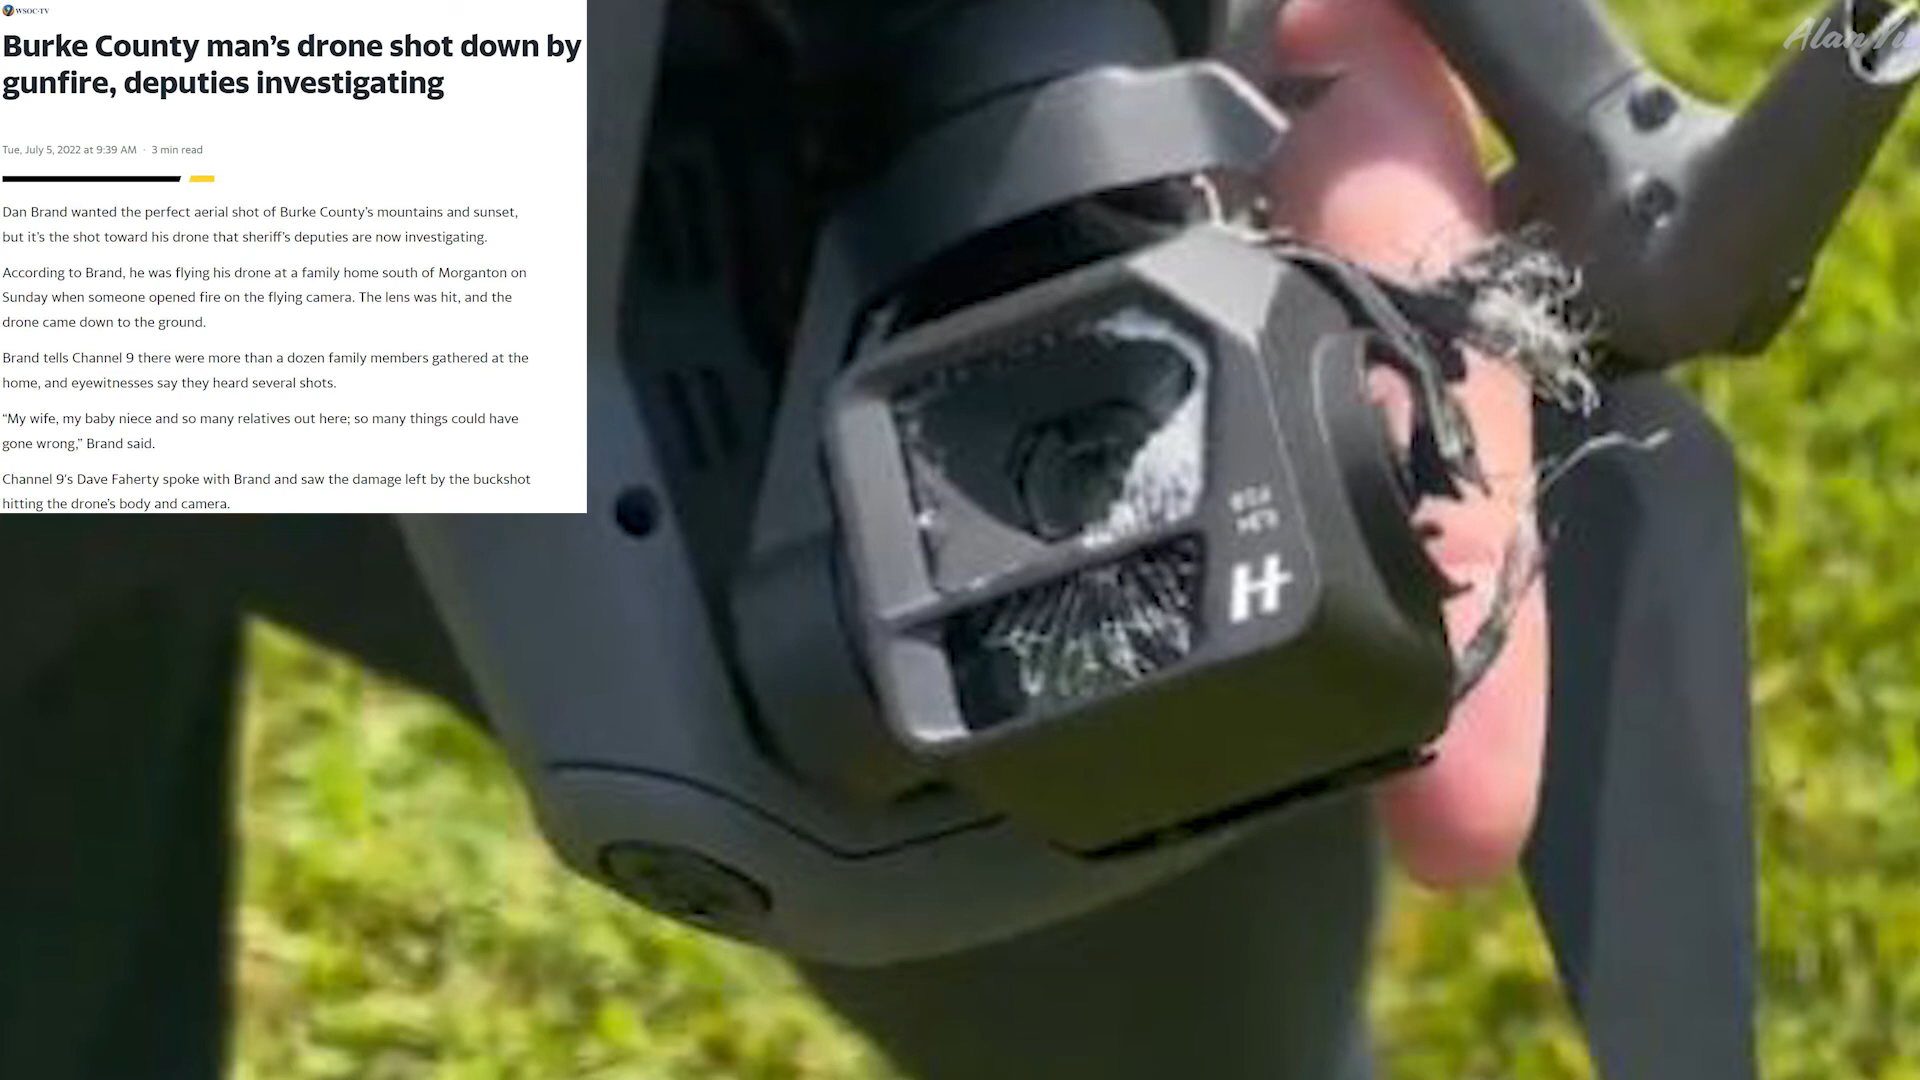 WSOC-TV
Burke County man's drone shot down by
gunfire, deputies investigating
Tue, July 5, 2022 at 9:39 AM · 3 min read
Dan Brand wanted the perfect aerial shot of Burke County's mountains and sunset,
but it's the shot toward his drone that sheriff's deputies are now investigating.
According to Brand, he was flying his drone at a family home south of Morganton on
Sunday when someone opened fire on the flying camera. The lens was hit, and the
drone came down to the ground.
Brand tells Channel 9 there were more than a dozen family members gathered at the
home, and eyewitnesses say they heard several shots.
“My wife, my baby niece and so many relatives out here; so many things could have
gone wrong,” Brand said.
Channel 9's Dave Faherty spoke with Brand and saw the damage left by the buckshot
hitting the drone's body and camera.
H